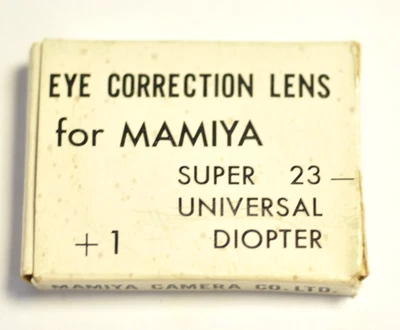 EYE CORRECTION LENS
for MAMIYA
SUPER 23 —
UNIVERSAL
+1 DIOPTER
MAMIYA CAMERA CO. LTD.